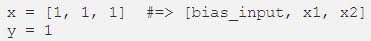 x = [1, 1, 1]  #=> [bias_input, x1, x2]
y = 1